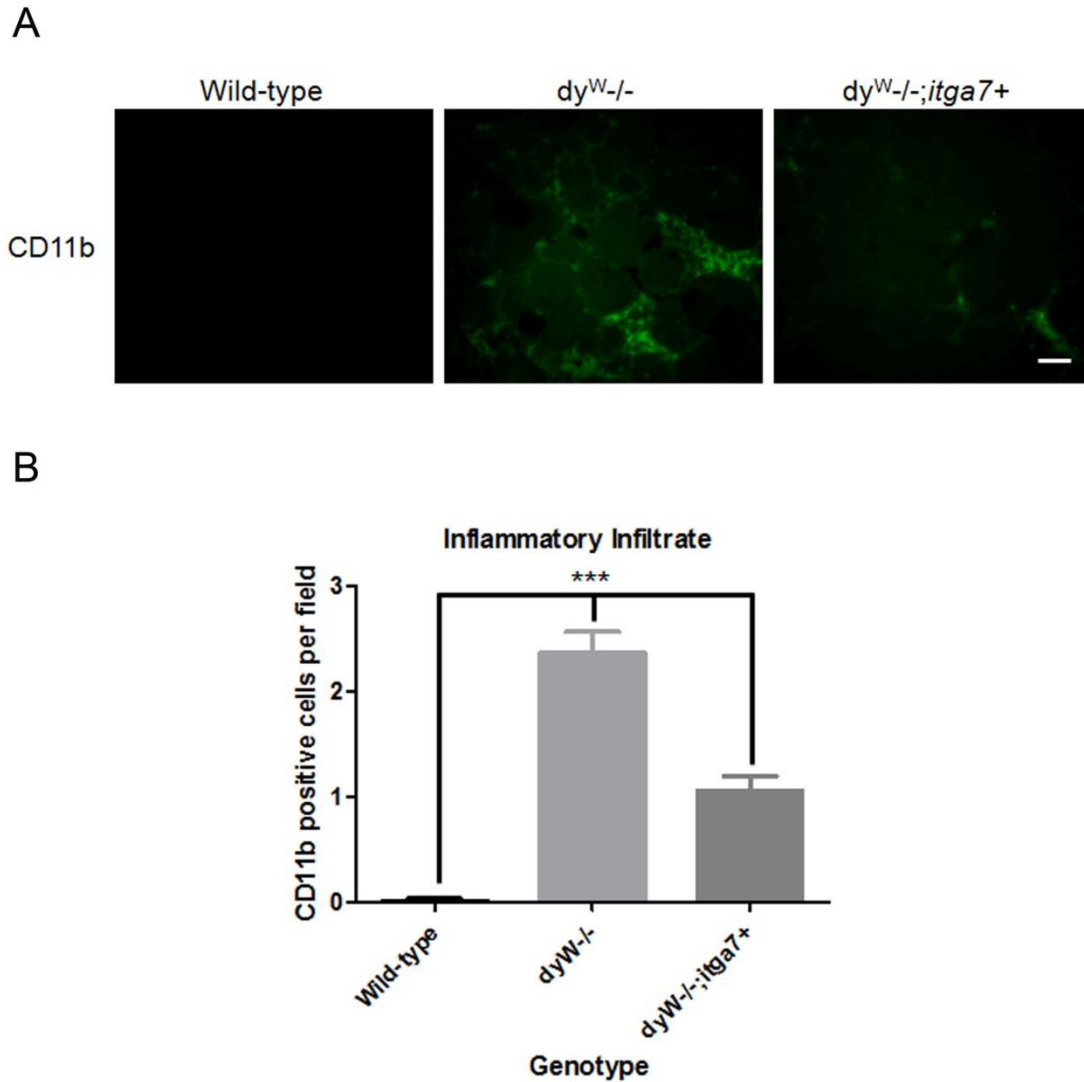 A
Wild-type dyᵂ-/- dyᵂ-/-;itga7+
CD11b
B
Inflammatory Infiltrate
***
CD11b positive cells per field
3
2
1
0
Wild-type
dyW-/-
dyW-/-;itga7+
Genotype